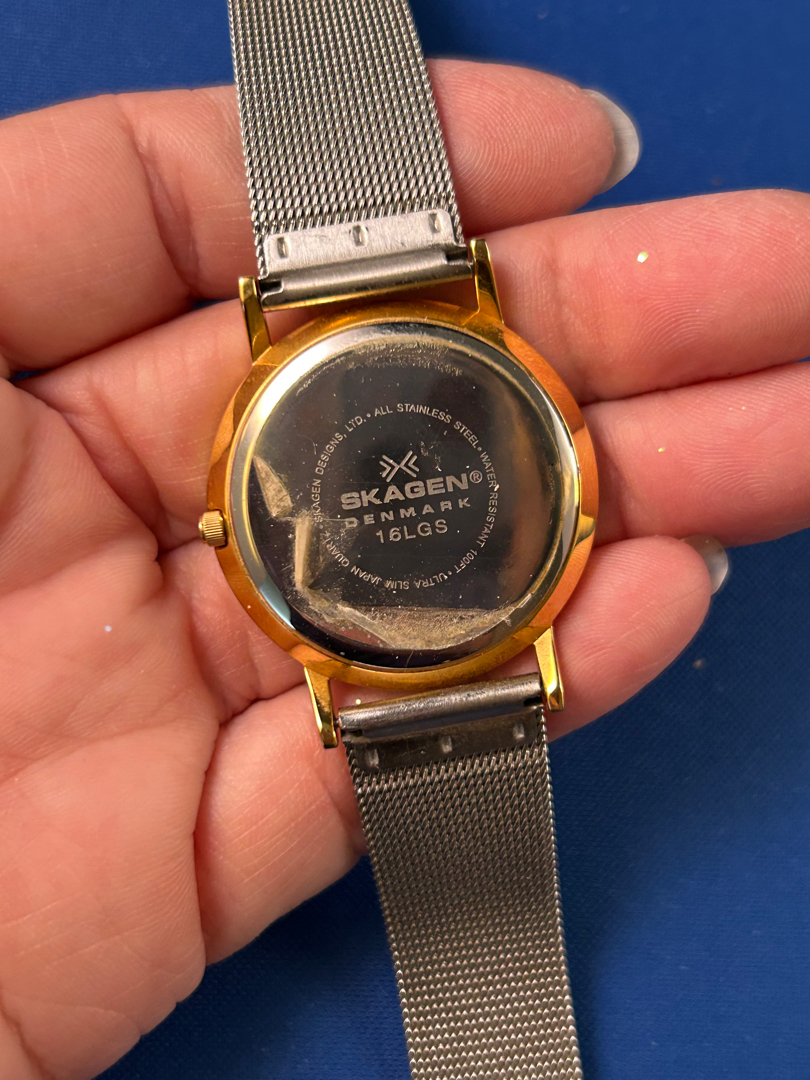 SKAGEN DESIGNS, LTD. • ALL STAINLESS STEEL • WATER RESISTANT 100FT • ULTRA SLIM JAPAN QUARTZ
SKAGEN®
DENMARK
16LGS